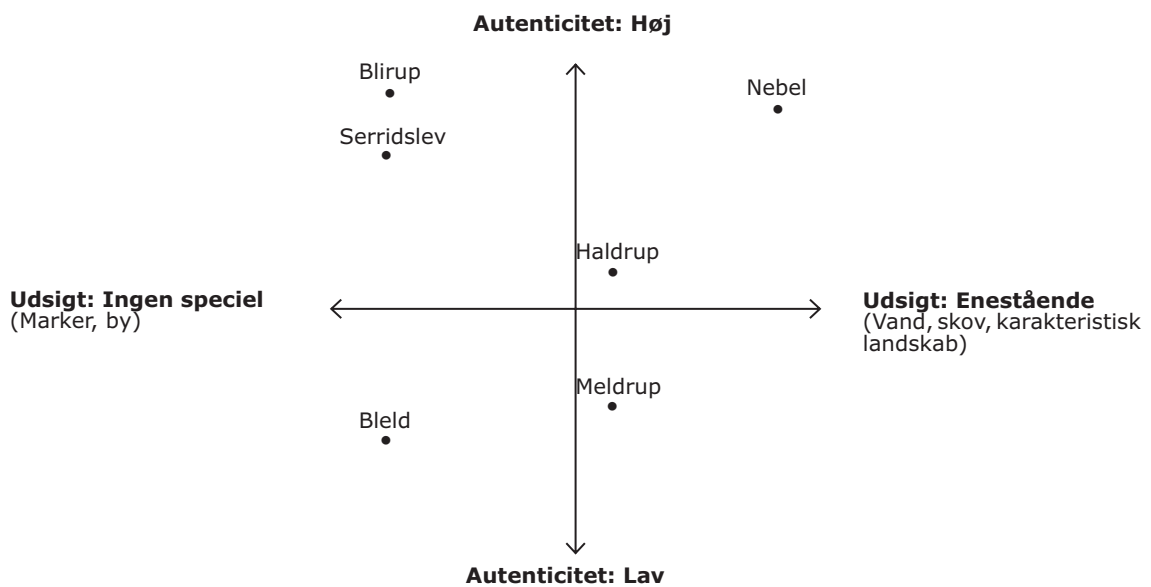 Autenticitet: Høj
Blirup
Nebel
Serridslev
Haldrup
Udsigt: Ingen speciel
(Marker, by)
Udsigt: Enestående
(Vand, skov, karakteristisk
landskab)
Meldrup
Bleld
Autenticitet: Lav